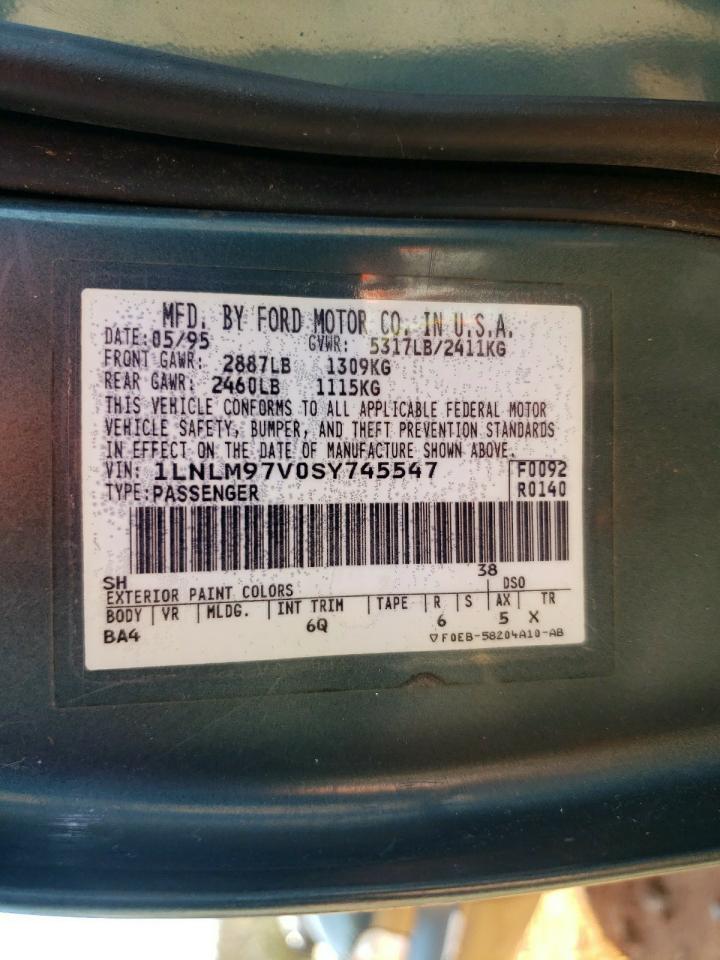 MFD. BY FORD MOTOR CO. IN U.S.A.
DATE: 05/95 GVWR: 5317LB/2411KG
FRONT GAWR: 2887LB 1309KG
REAR GAWR: 2460LB 1115KG
THIS VEHICLE CONFORMS TO ALL APPLICABLE FEDERAL MOTOR
VEHICLE SAFETY, BUMPER, AND THEFT PREVENTION STANDARDS
IN EFFECT ON THE DATE OF MANUFACTURE SHOWN ABOVE.
VIN: 1LNLM97V0SY745547 F0092
TYPE: PASSENGER R0140
SH 38
EXTERIOR PAINT COLORS DSO
BODY VR MLDG. INT TRIM TAPE R S AX TR
BA4 6Q 6 5 X
▽F0EB-58204A10-AB